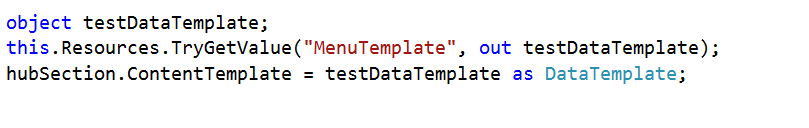 object testDataTemplate;
this.Resources.TryGetValue("MenuTemplate", out testDataTemplate);
hubSection.ContentTemplate = testDataTemplate as DataTemplate;